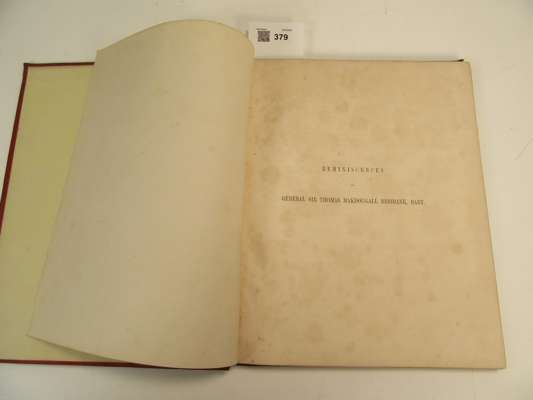 379
REMINISCENCES
OF
GENERAL SIR THOMAS MAKDOUGALL BRISBANE, BART.